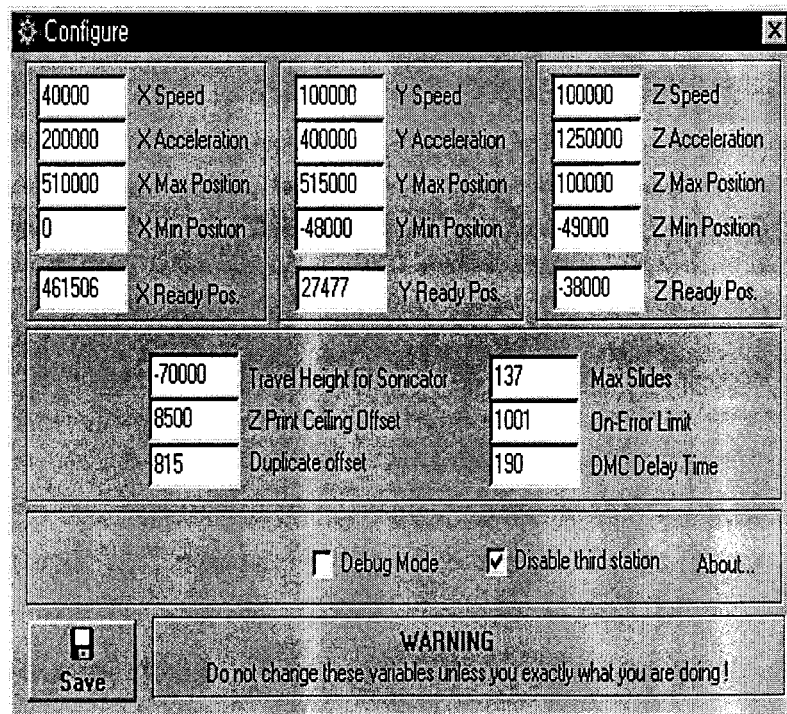 Configure
40000 X Speed
200000 X Acceleration
510000 X Max Position
0 X Min Position
461506 X Ready Pos.
100000 Y Speed
400000 Y Acceleration
515000 Y Max Position
-48000 Y Min Position
27477 Y Ready Pos.
100000 Z Speed
1250000 Z Acceleration
100000 Z Max Position
-49000 Z Min Position
-38000 Z Ready Pos.
-70000 Travel Height for Sonicator
8500 Z Print Ceiling Offset
815 Duplicate offset
137 Max Slides
1001 On-Error Limit
190 DMC Delay Time
Debug Mode
Disable third station
About...
Save
WARNING
Do not change these variables unless you exactly what you are doing !